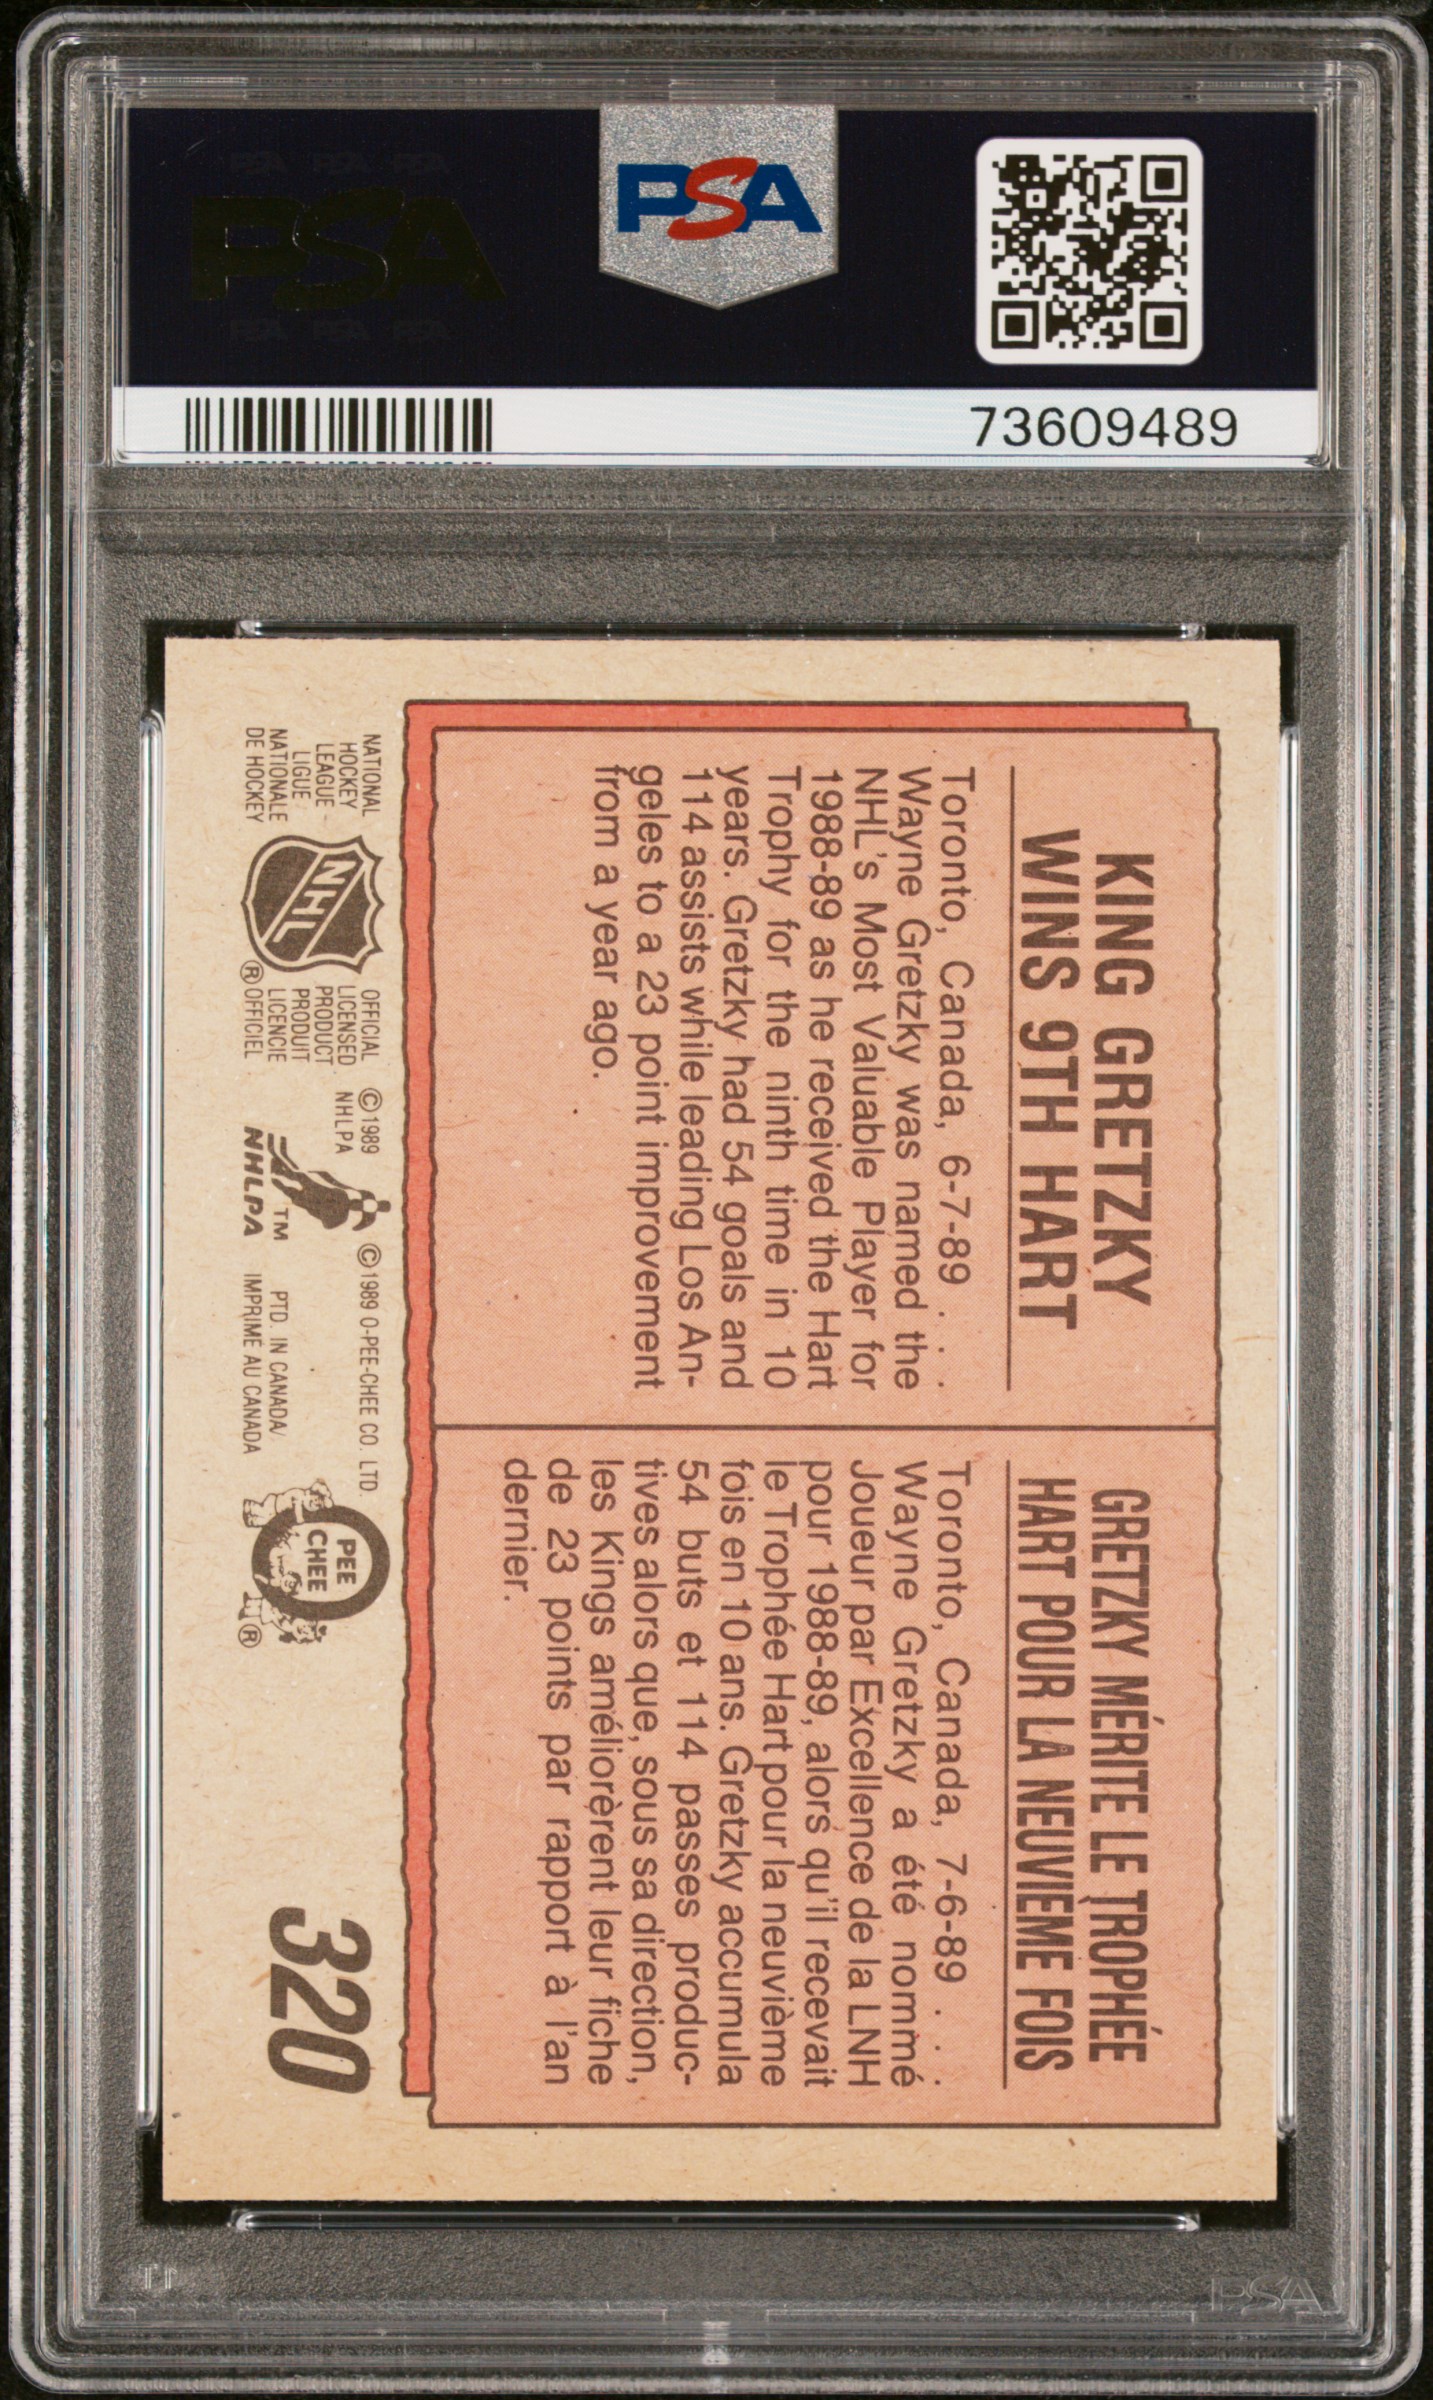 PSA PSA PSA
PSA
PSA PSA PSA
PSA
73609489
KING GRETZKY
WINS 9TH HART
Toronto, Canada, 6-7-89 . . .
Wayne Gretzky was named the
NHL's Most Valuable Player for
1988-89 as he received the Hart
Trophy for the ninth time in 10
years. Gretzky had 54 goals and
114 assists while leading Los An-
geles to a 23 point improvement
from a year ago.
GRETZKY MÉRITE LE TROPHÉE
HART POUR LA NEUVIEME FOIS
Toronto, Canada, 7-6-89 . . .
Wayne Gretzky a été nommé
Joueur par Excellence de la LNH
pour 1988-89, alors qu'il recevait
le Trophée Hart pour la neuvième
fois en 10 ans. Gretzky accumula
54 buts et 114 passes produc-
tives alors que, sous sa direction,
les Kings améliorèrent leur fiche
de 23 points par rapport à l'an
dernier.
NATIONAL
HOCKEY
LEAGUE -
LIGUE
NATIONALE
DE HOCKEY
NHL
®
OFFICIAL
LICENSED
PRODUCT
PRODUIT
LICENCIE
OFFICIEL
©1989
NHLPA
TM
NHLPA
©1989 O-PEE-CHEE CO. LTD.
PTD. IN CANADA/
IMPRIME AU CANADA
PEE
CHEE
®
320
PSA